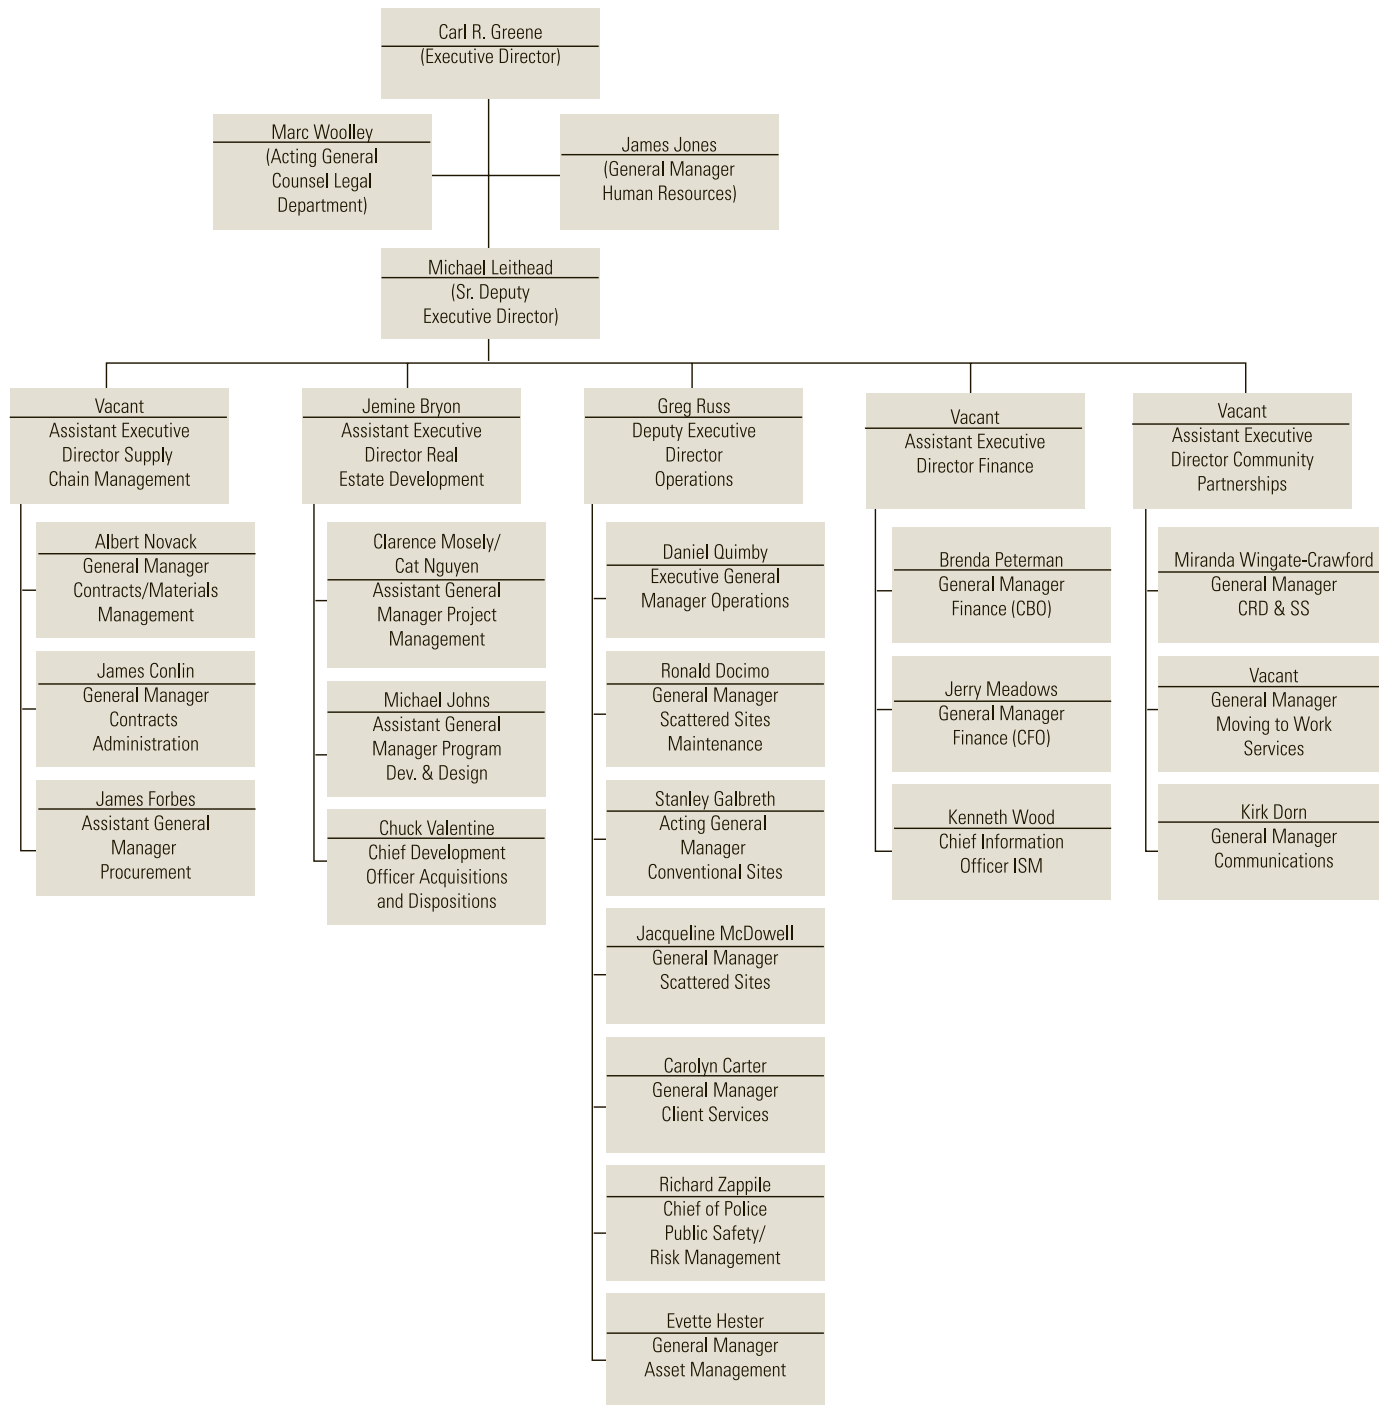 Carl R. Greene
(Executive Director)
Marc Woolley
(Acting General
Counsel Legal
Department)
James Jones
(General Manager
Human Resources)
Michael Leithead
(Sr. Deputy
Executive Director)
Vacant
Assistant Executive
Director Supply
Chain Management
Albert Novack
General Manager
Contracts/Materials
Management
James Conlin
General Manager
Contracts
Administration
James Forbes
Assistant General
Manager
Procurement
Jemine Bryon
Assistant Executive
Director Real
Estate Development
Clarence Mosely/
Cat Nguyen
Assistant General
Manager Project
Management
Michael Johns
Assistant General
Manager Program
Dev. & Design
Chuck Valentine
Chief Development
Officer Acquisitions
and Dispositions
Greg Russ
Deputy Executive
Director
Operations
Daniel Quimby
Executive General
Manager Operations
Ronald Docimo
General Manager
Scattered Sites
Maintenance
Stanley Galbreth
Acting General
Manager
Conventional Sites
Jacqueline McDowell
General Manager
Scattered Sites
Carolyn Carter
General Manager
Client Services
Richard Zappile
Chief of Police
Public Safety/
Risk Management
Evette Hester
General Manager
Asset Management
Vacant
Assistant Executive
Director Finance
Brenda Peterman
General Manager
Finance (CBO)
Jerry Meadows
General Manager
Finance (CFO)
Kenneth Wood
Chief Information
Officer ISM
Vacant
Assistant Executive
Director Community
Partnerships
Miranda Wingate-Crawford
General Manager
CRD & SS
Vacant
General Manager
Moving to Work
Services
Kirk Dorn
General Manager
Communications